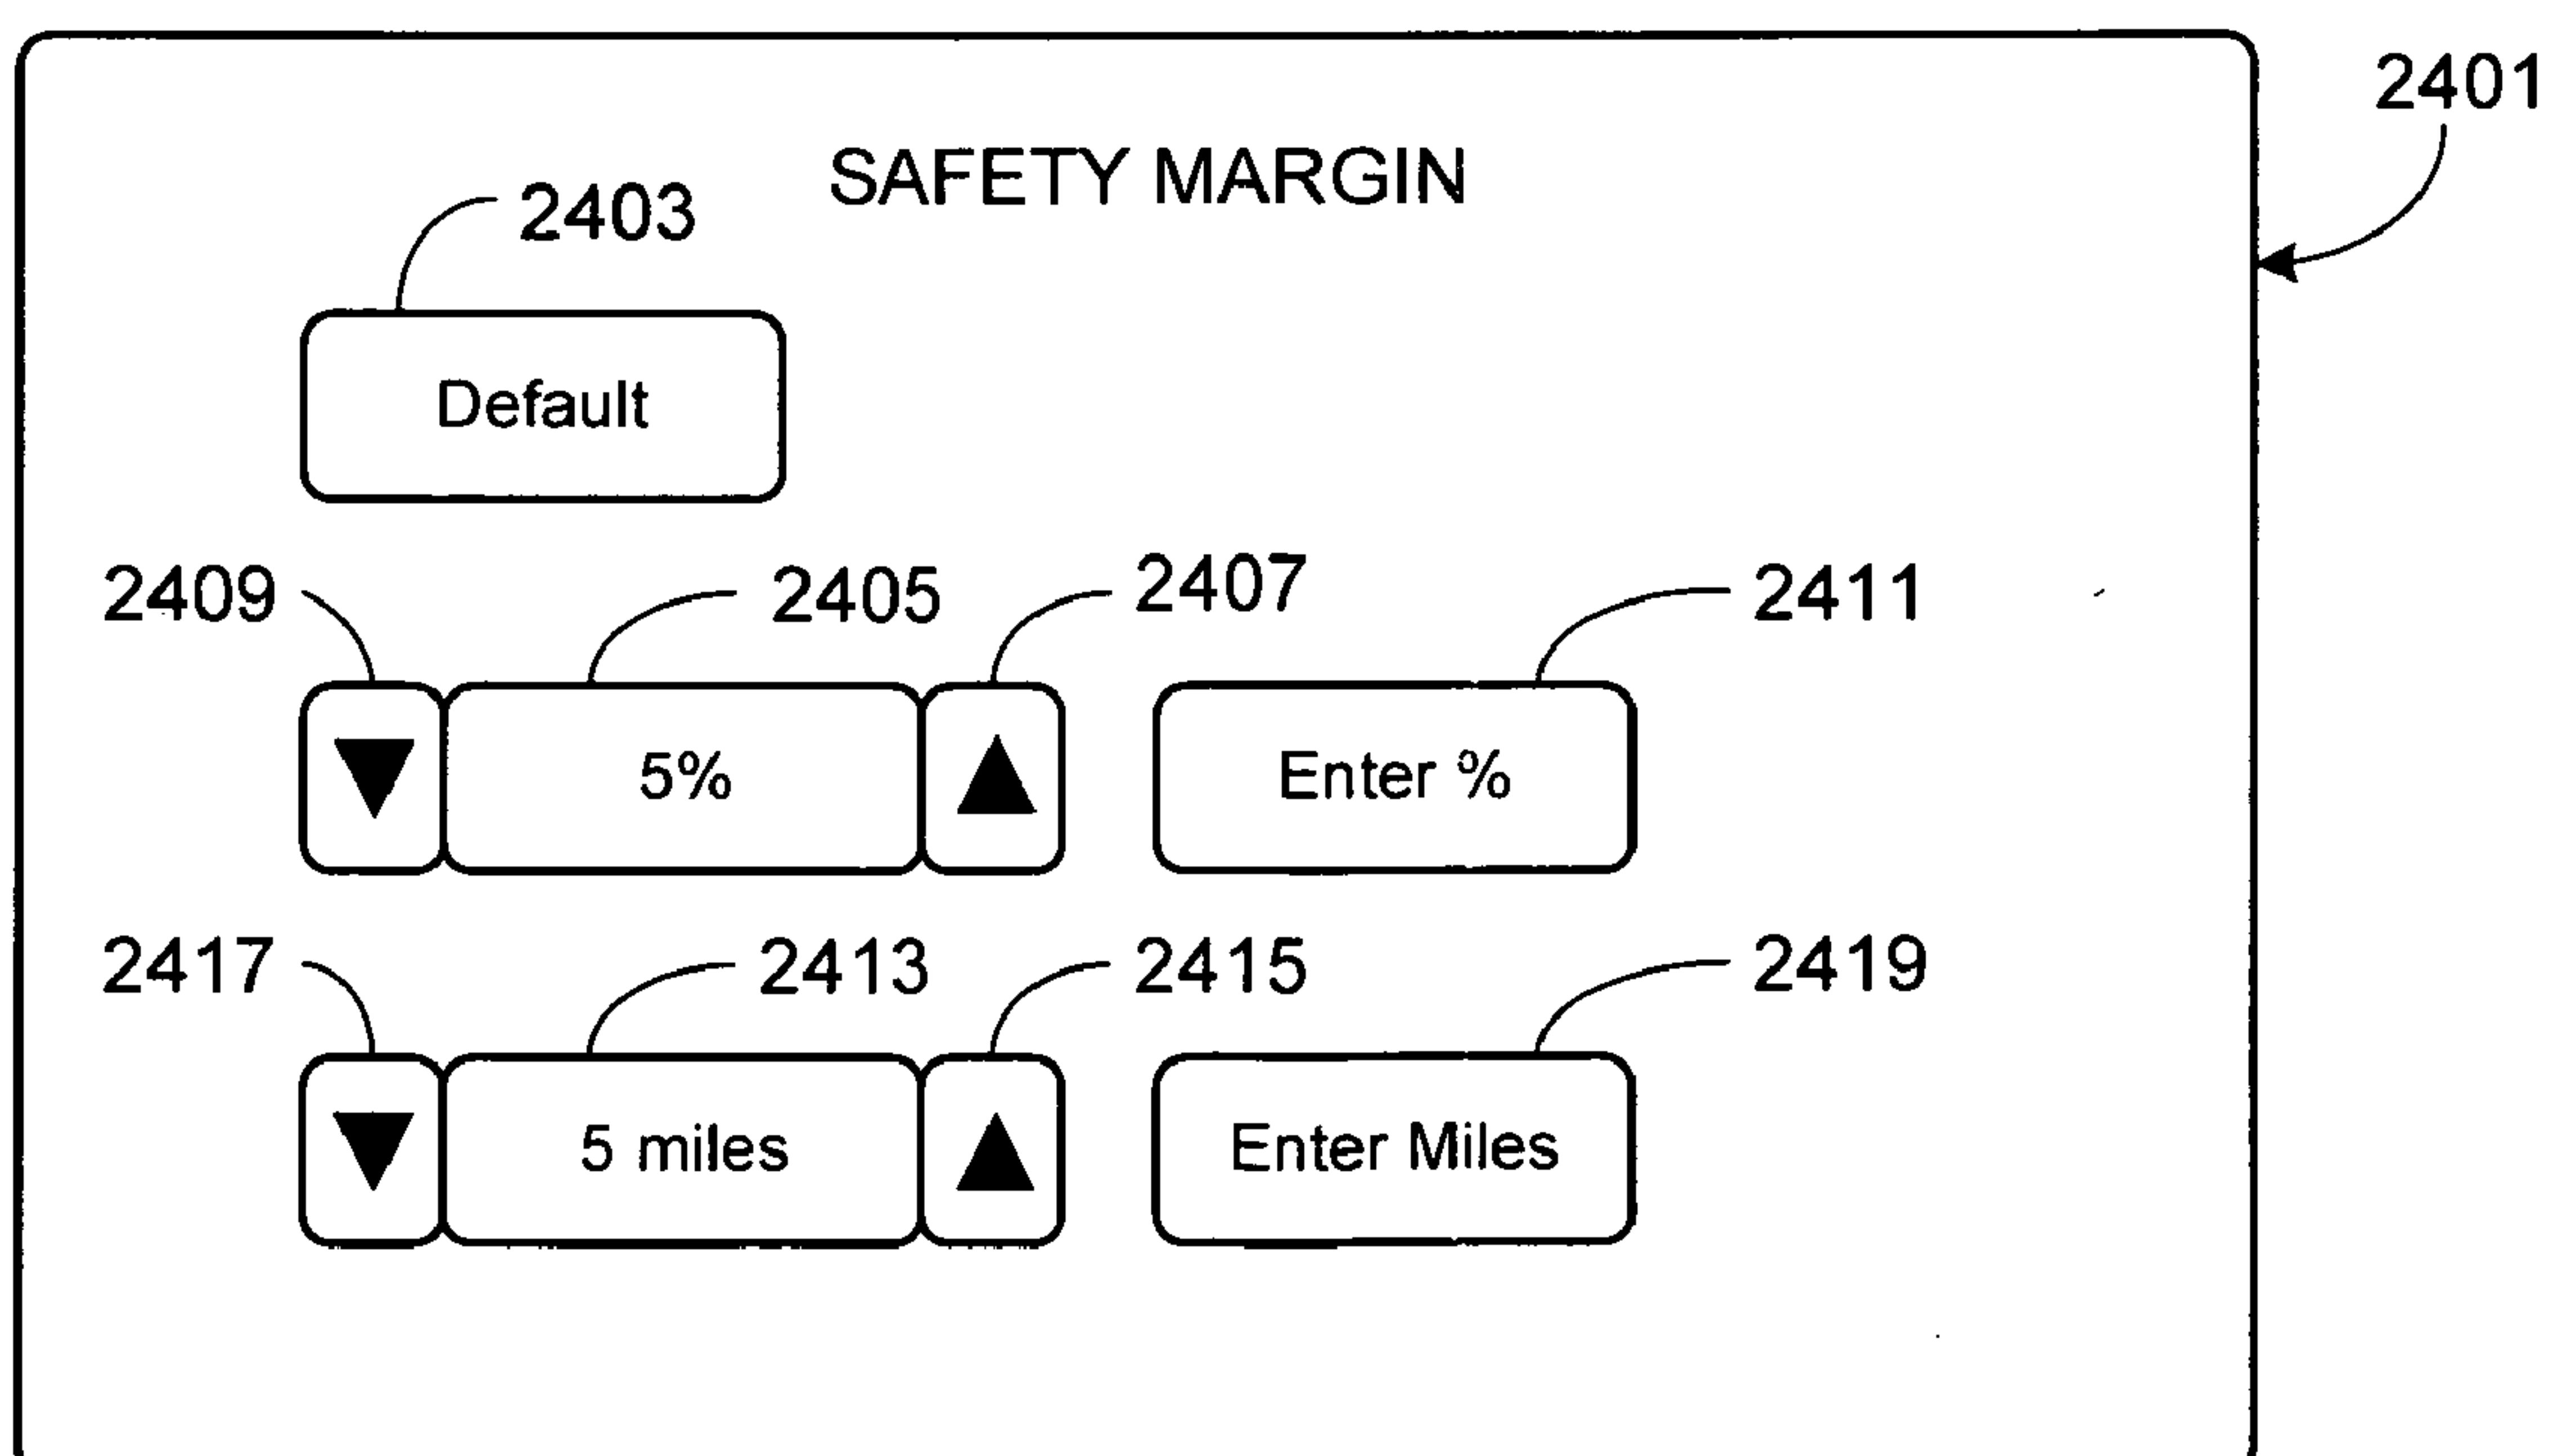 2401
SAFETY MARGIN
2403
Default
2409 2405 2407 2411
5% Enter %
2417 2413 2415 2419
5 miles Enter Miles